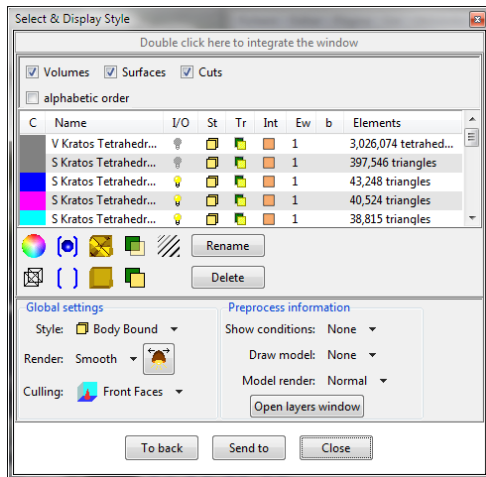 Select & Display Style
Double click here to integrate the window
Volumes Surfaces Cuts
alphabetic order
C Name I/O St Tr Int Ew b Elements
V Kratos Tetrahedr... 1 3,026,074 tetrahed...
S Kratos Tetrahedr... 1 397,546 triangles
S Kratos Tetrahedr... 1 43,248 triangles
S Kratos Tetrahedr... 1 40,524 triangles
S Kratos Tetrahedr... 1 38,815 triangles
Rename
Delete
Global settings
Style: Body Bound
Render: Smooth
Culling: Front Faces
Preprocess information
Show conditions: None
Draw model: None
Model render: Normal
Open layers window
To back Send to Close